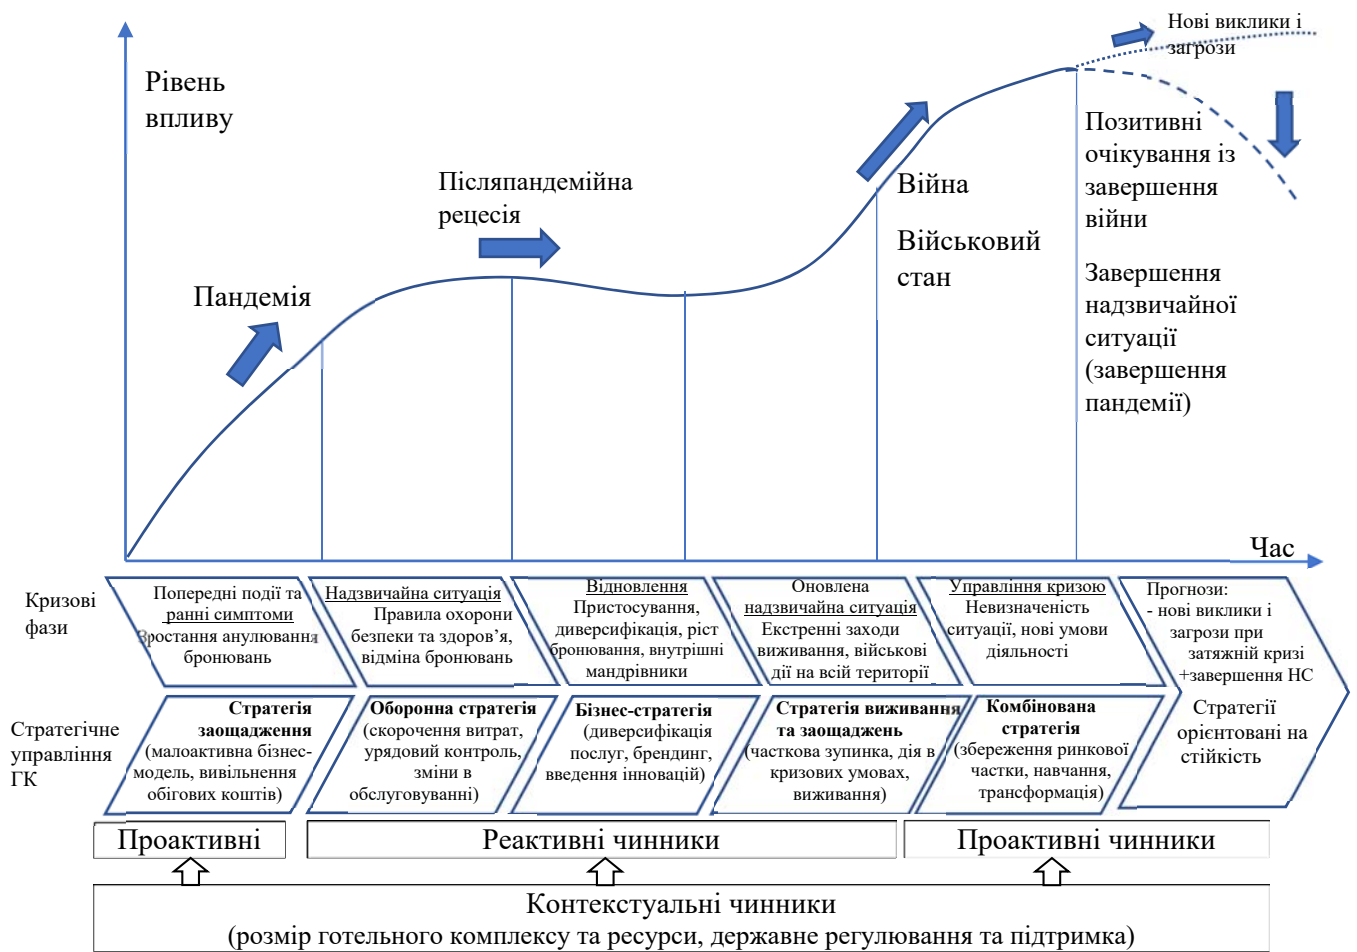 Нові виклики і
загрози
Рівень
впливу
Позитивні
очікування із
завершення
війни
Післяпандемійна
рецесія
Війна
Військовий
стан
Завершення
надзвичайної
ситуації
(завершення
пандемії)
Пандемія
Час
Кризові
фази
Попередні події та
ранні симптоми
Зростання анулювання
бронювань
Надзвичайна ситуація
Правила охорони
безпеки та здоров’я,
відміна бронювань
Відновлення
Пристосування,
диверсифікація, ріст
бронювання, внутрішні
мандрівники
Оновлена
надзвичайна ситуація
Екстренні заходи
виживання, військові
дії на всій території
Управління кризою
Невизначеність
ситуації, нові умови
діяльності
Прогнози:
- нові виклики і
загрози при
затяжній кризі
+завершення НС
Стратегічне
управління
ГК
Стратегія
заощадження
(малоактивна бізнес-
модель, вивільнення
обігових коштів)
Оборонна стратегія
(скорочення витрат,
урядовий контроль,
зміни в
обслуговуванні)
Бізнес-стратегія
(диверсифікація
послуг, брендинг,
введення інновацій)
Стратегія виживання
та заощаджень
(часткова зупинка, дія в
кризових умовах,
виживання)
Комбінована
стратегія
(збереження ринкової
частки, навчання,
трансформація)
Стратегії
орієнтовані на
стійкість
Проактивні
Реактивні чинники
Проактивні чинники
Контекстуальні чинники
(розмір готельного комплексу та ресурси, державне регулювання та підтримка)